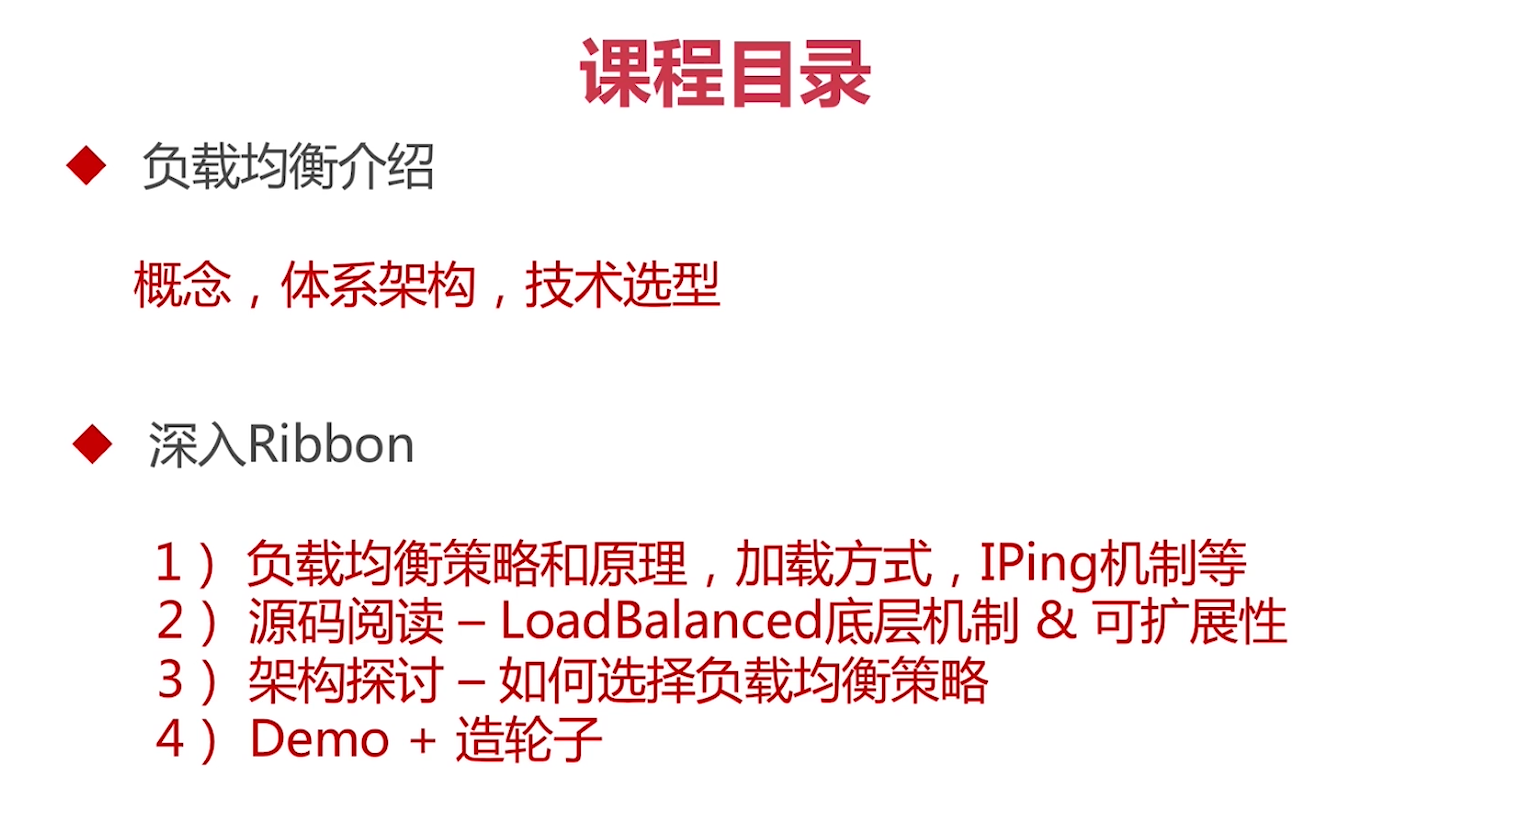 课程目录
负载均衡介绍
概念，体系架构，技术选型
深入Ribbon
1） 负载均衡策略和原理，加载方式，IPing机制等
2） 源码阅读 – LoadBalanced底层机制 & 可扩展性
3） 架构探讨 – 如何选择负载均衡策略
4） Demo + 造轮子